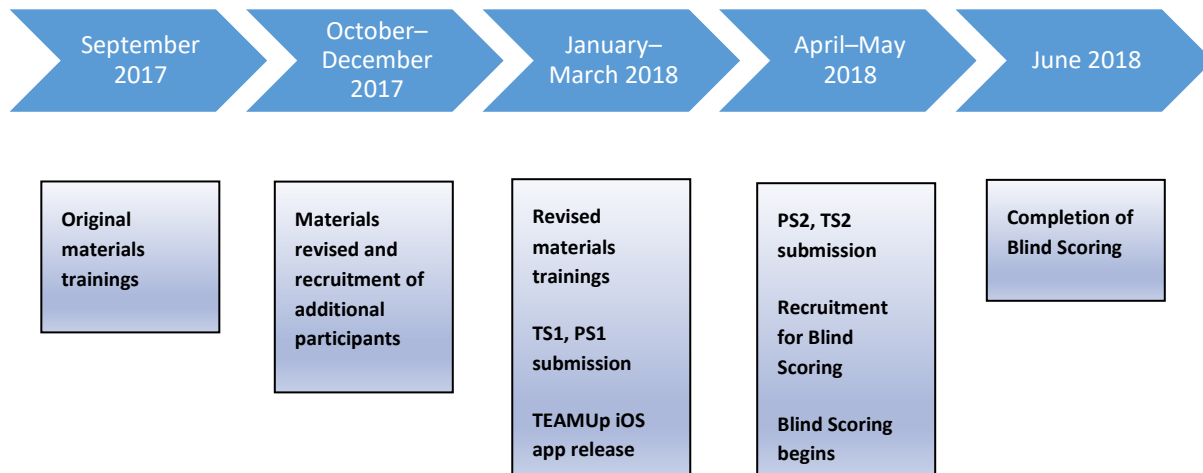 September
2017
October–
December
2017
January–
March 2018
April–May
2018
June 2018
Original
materials
trainings
Materials
revised and
recruitment of
additional
participants
Revised
materials
trainings
TS1, PS1
submission
TEAMUp iOS
app release
PS2, TS2
submission
Recruitment
for Blind
Scoring
Blind Scoring
begins
Completion of
Blind Scoring